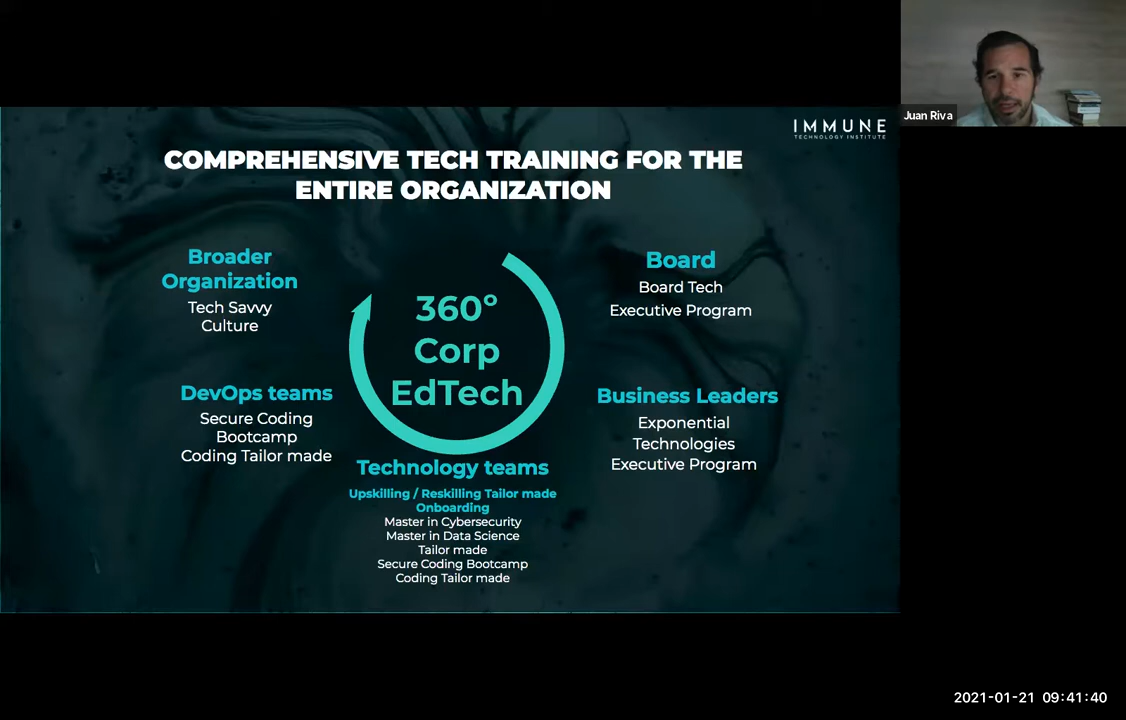 IMMUNE
TECHNOLOGY INSTITUTE
Juan Riva
COMPREHENSIVE TECH TRAINING FOR THE
ENTIRE ORGANIZATION
Broader
Organization
Tech Savvy
Culture
DevOps teams
Secure Coding
Bootcamp
Coding Tailor made
360°
Corp
EdTech
Board
Board Tech
Executive Program
Business Leaders
Exponential
Technologies
Executive Program
Technology teams
Upskilling / Reskilling Tailor made
Onboarding
Master in Cybersecurity
Master in Data Science
Tailor made
Secure Coding Bootcamp
Coding Tailor made
2021-01-21 09:41:40